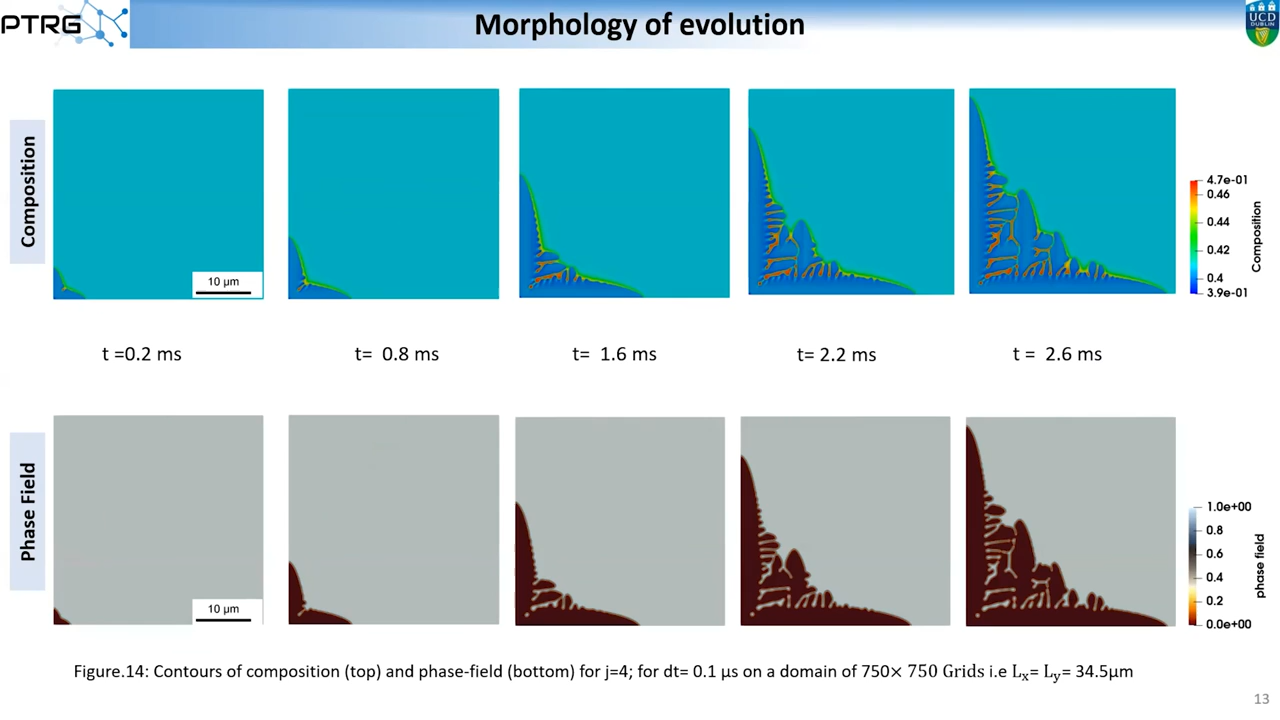 PTRG
Morphology of evolution
UCD
DUBLIN
Composition
10 μm
4.7e-01
0.46
0.44
0.42
0.4
3.9e-01
Composition
t =0.2 ms
t= 0.8 ms
t= 1.6 ms
t= 2.2 ms
t = 2.6 ms
Phase Field
10 μm
1.0e+00
0.8
0.6
0.4
0.2
0.0e+00
phase field
Figure.14: Contours of composition (top) and phase-field (bottom) for j=4; for dt= 0.1 μs on a domain of 750× 750 Grids i.e Lx= Ly= 34.5μm
13